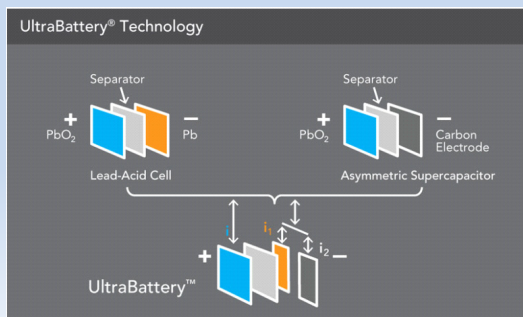 UltraBattery® Technology
Separator
+
PbO₂
−
Pb
Lead-Acid Cell
Separator
+
PbO₂
−
Carbon
Electrode
Asymmetric Supercapacitor
i
i₁
i₂
+
−
UltraBattery™